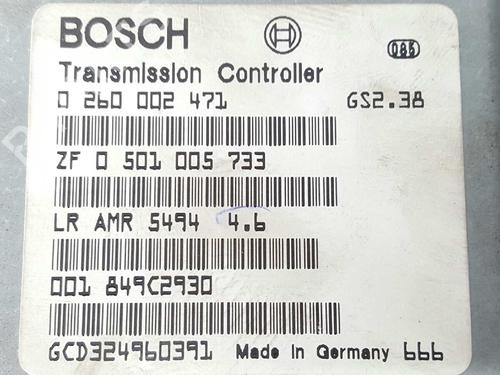 BOSCH 086
Transmission Controller
0 260 002 471 GS2.38
ZF 0 501 005 733
LR AMR 5494 4.6
001 849C2930
GCD324960391 Made in Germany 666